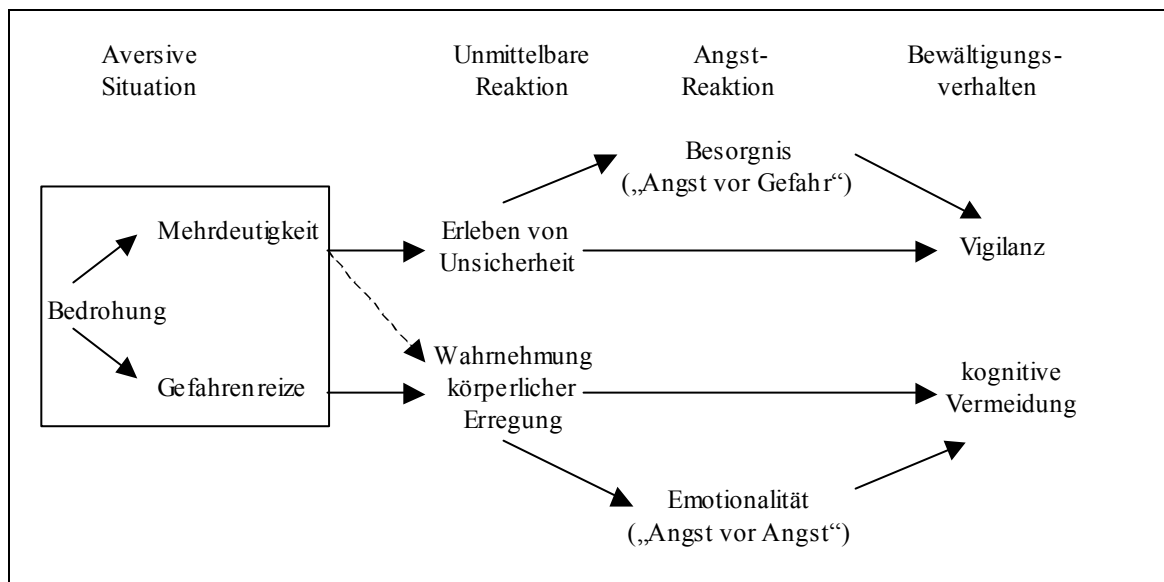 Aversive
Situation
Unmittelbare
Reaktion
Angst-
Reaktion
Bewältigungs-
verhalten
Besorgnis
(„Angst vor Gefahr“)
Mehrdeutigkeit
Erleben von
Unsicherheit
Vigilanz
Bedrohung
Gefahrenreize
Wahrnehmung
körperlicher
Erregung
kognitive
Vermeidung
Emotionalität
(„Angst vor Angst“)